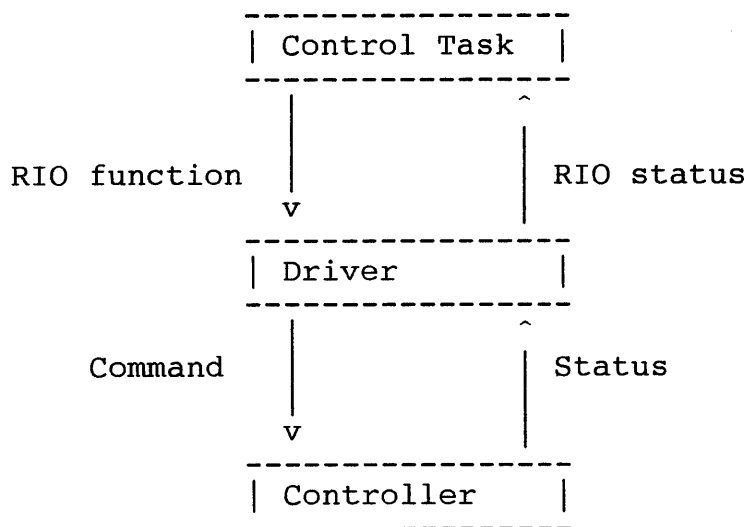 Control Task
RIO function RIO status
Driver
Command Status
Controller